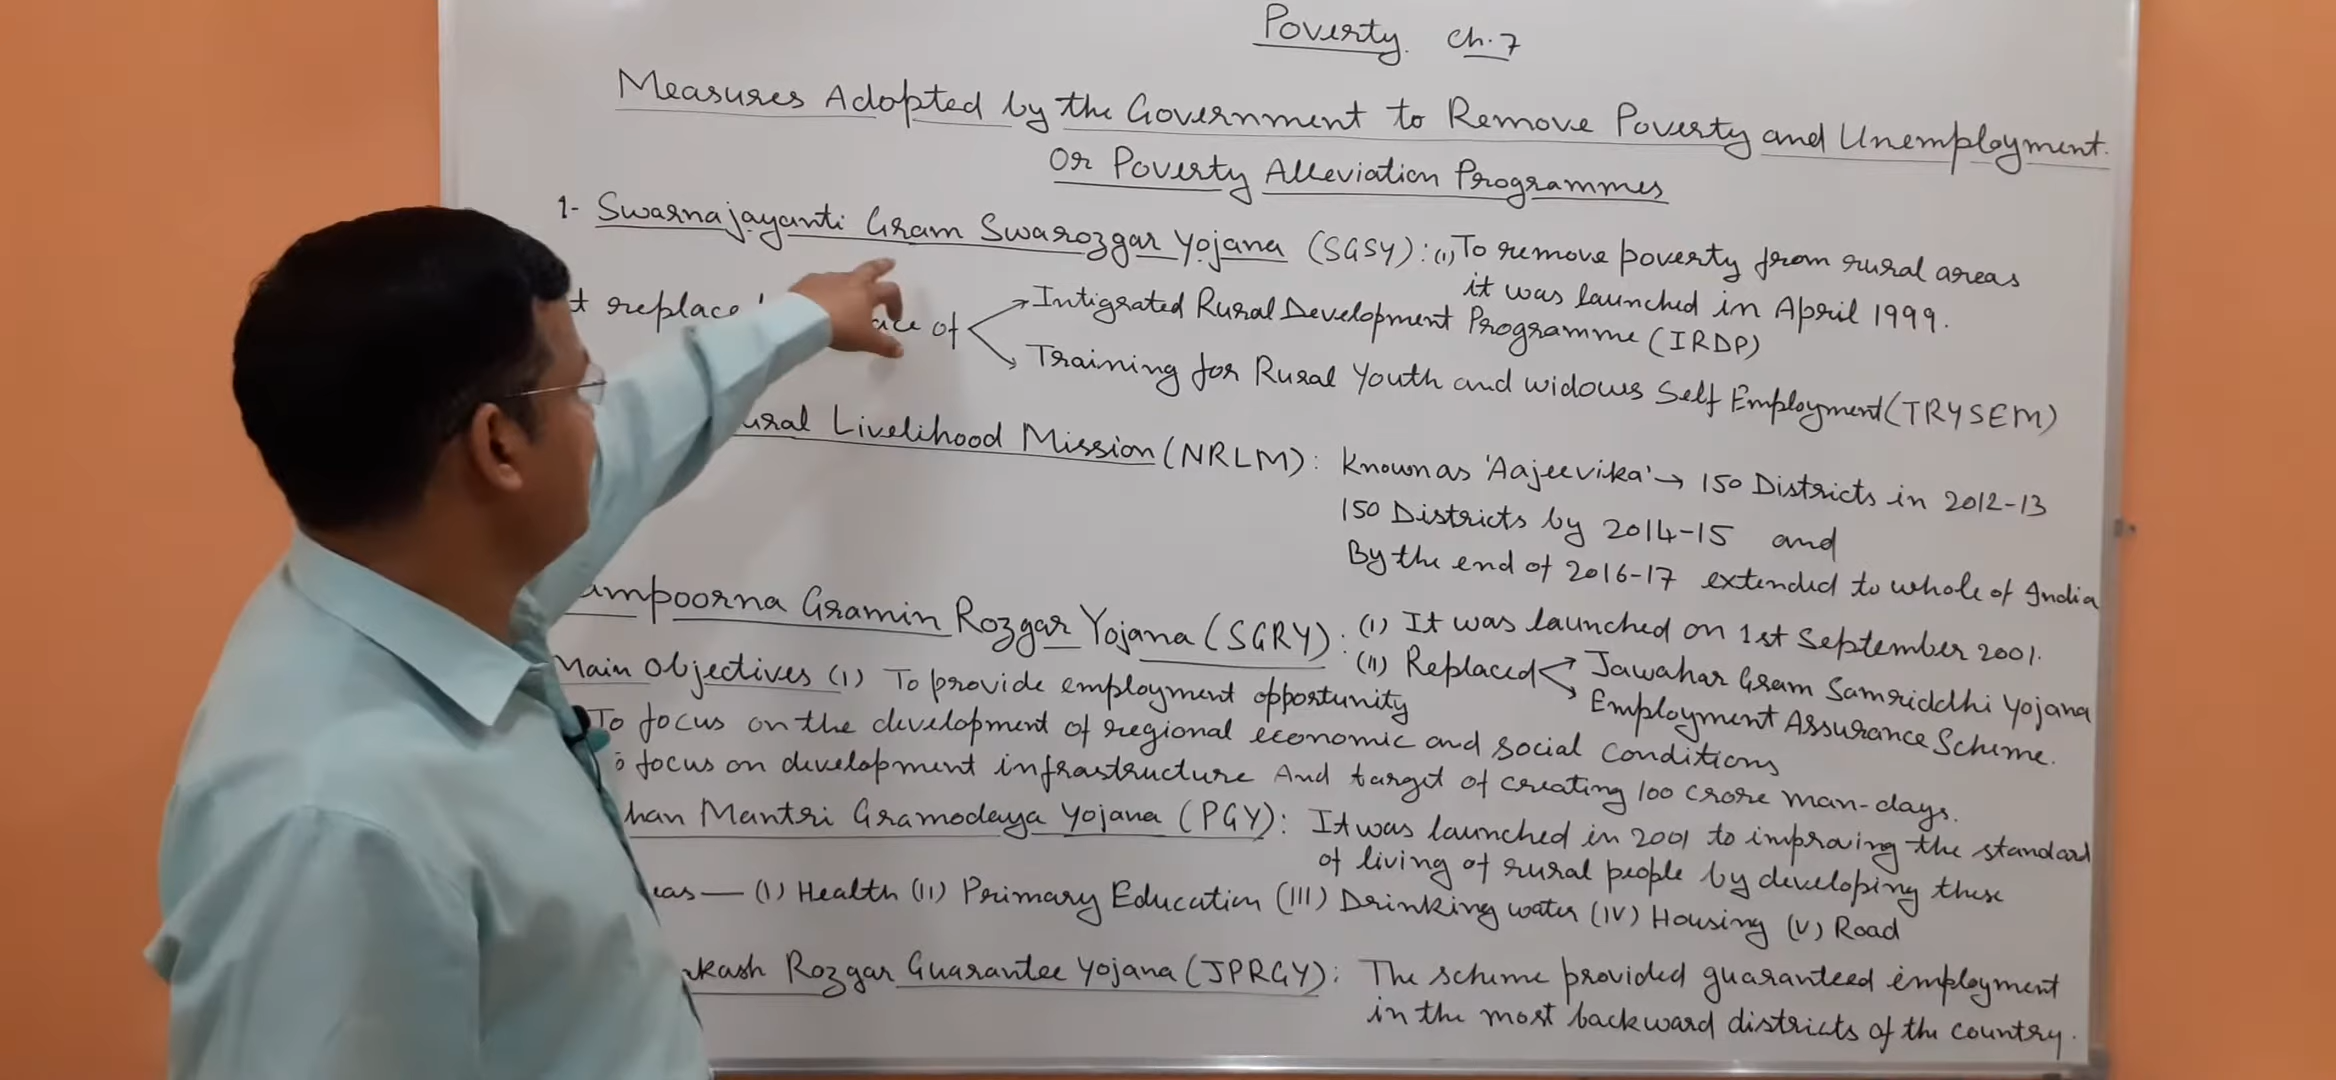 Poverty. Ch.7
Measures Adopted by the Government to Remove Poverty and Unemployment.
Or Poverty Alleviation Programmes
1- Swarnajayanti Gram Swarozgar Yojana (SGSY): (i) To remove poverty from rural areas
it was launched in April 1999.
replace of
Intigrated Rural Development Programme (IRDP)
Training for Rural Youth and widows Self Employment (TRYSEM)
Livelihood Mission (NRLM): Known as 'Aajeevika' → 150 Districts in 2012-13
150 Districts by 2014-15 and
By the end of 2016-17 extended to whole of India
Gramin Rozgar Yojana (SGRY): (I) It was launched on 1st September 2001.
(II) Replaced Jawahar Gram Samriddhi Yojana
Employment Assurance Scheme.
Main Objectives (I) To provide employment opportunity
To focus on the development of regional economic and social conditions
focus on development infrastructure And target of creating 100 crore man-days.
Mantri Gramodaya Yojana (PGY): It was launched in 2001 to improving the standard
of living of rural people by developing these
— (I) Health (II) Primary Education (III) Drinking water (IV) Housing (V) Road
Rozgar Guarantee Yojana (JPRGY): The scheme provided guaranteed employment
in the most backward districts of the country.